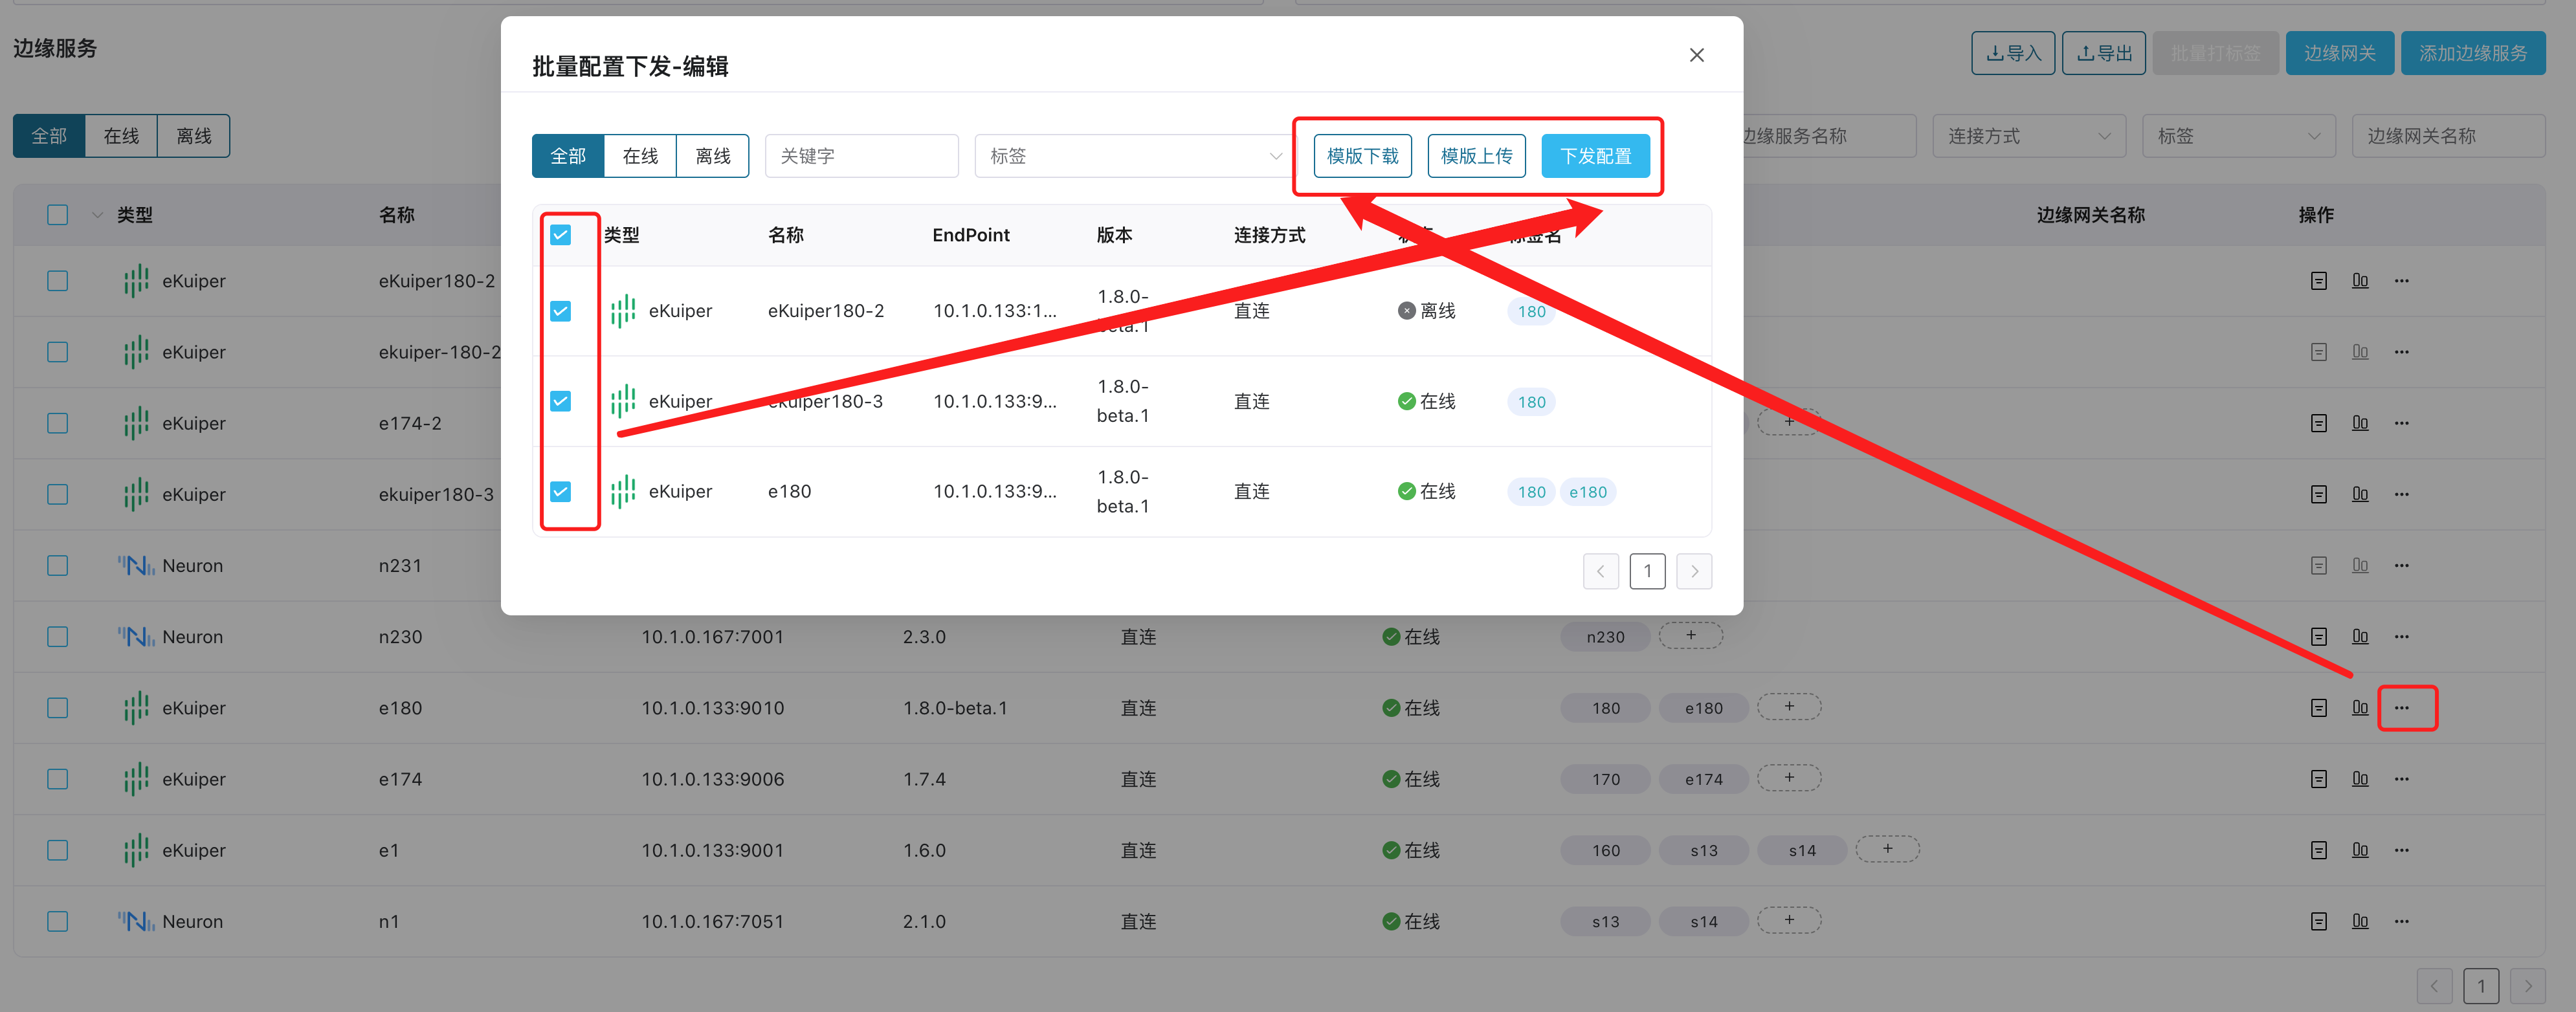 边缘服务
导入
导出
批量打标签
边缘网关
添加边缘服务
全部
在线
离线
边缘服务名称
连接方式
标签
边缘网关名称
类型
名称
边缘网关名称
操作
eKuiper
eKuiper180-2
eKuiper
ekuiper-180-2
eKuiper
e174-2
+
eKuiper
ekuiper180-3
Neuron
n231
Neuron
n230
10.1.0.167:7001
2.3.0
直连
在线
n230
+
eKuiper
e180
10.1.0.133:9010
1.8.0-beta.1
直连
在线
180
e180
+
eKuiper
e174
10.1.0.133:9006
1.7.4
直连
在线
170
e174
+
eKuiper
e1
10.1.0.133:9001
1.6.0
直连
在线
160
s13
s14
+
Neuron
n1
10.1.0.167:7051
2.1.0
直连
在线
s13
s14
+
1
批量配置下发-编辑
全部
在线
离线
关键字
标签
模版下载
模版上传
下发配置
类型
名称
EndPoint
版本
连接方式
标签名
eKuiper
eKuiper180-2
10.1.0.133:1...
1.8.0-
beta.1
直连
离线
180
eKuiper
ekuiper180-3
10.1.0.133:9...
1.8.0-
beta.1
直连
在线
180
eKuiper
e180
10.1.0.133:9...
1.8.0-
beta.1
直连
在线
180
e180
1